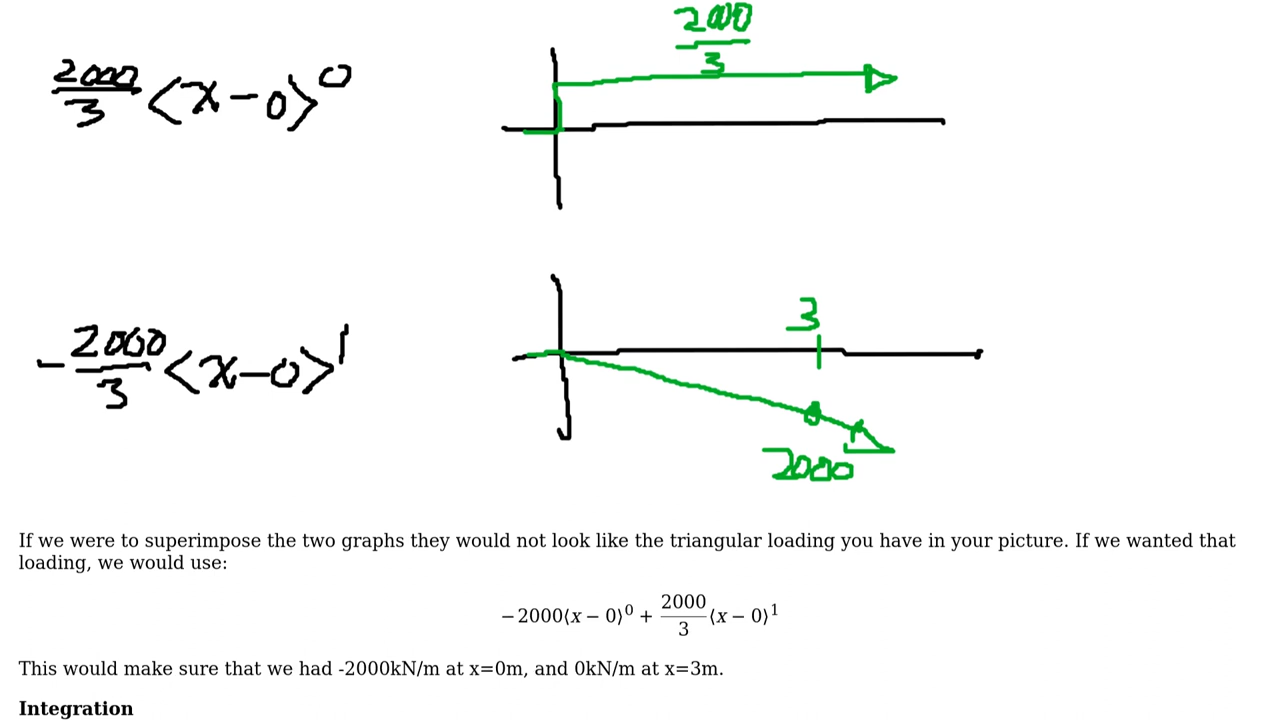 2000/3 ⟨x-0⟩^0
2000/3
-2000/3 <x-0>^1
3
2000
If we were to superimpose the two graphs they would not look like the triangular loading you have in your picture. If we wanted that
loading, we would use:
−2000⟨x − 0⟩^0 + 2000/3 ⟨x − 0⟩^1
This would make sure that we had -2000kN/m at x=0m, and 0kN/m at x=3m.
Integration